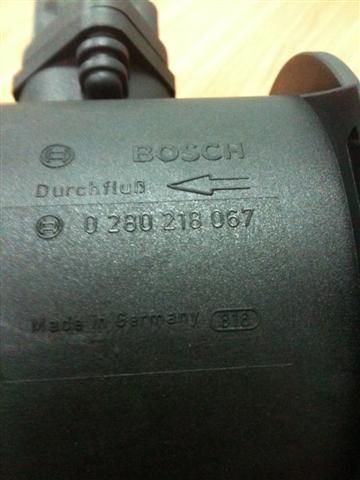 BOSCH
Durchfluß
0 280 218 067
Made in Germany 818